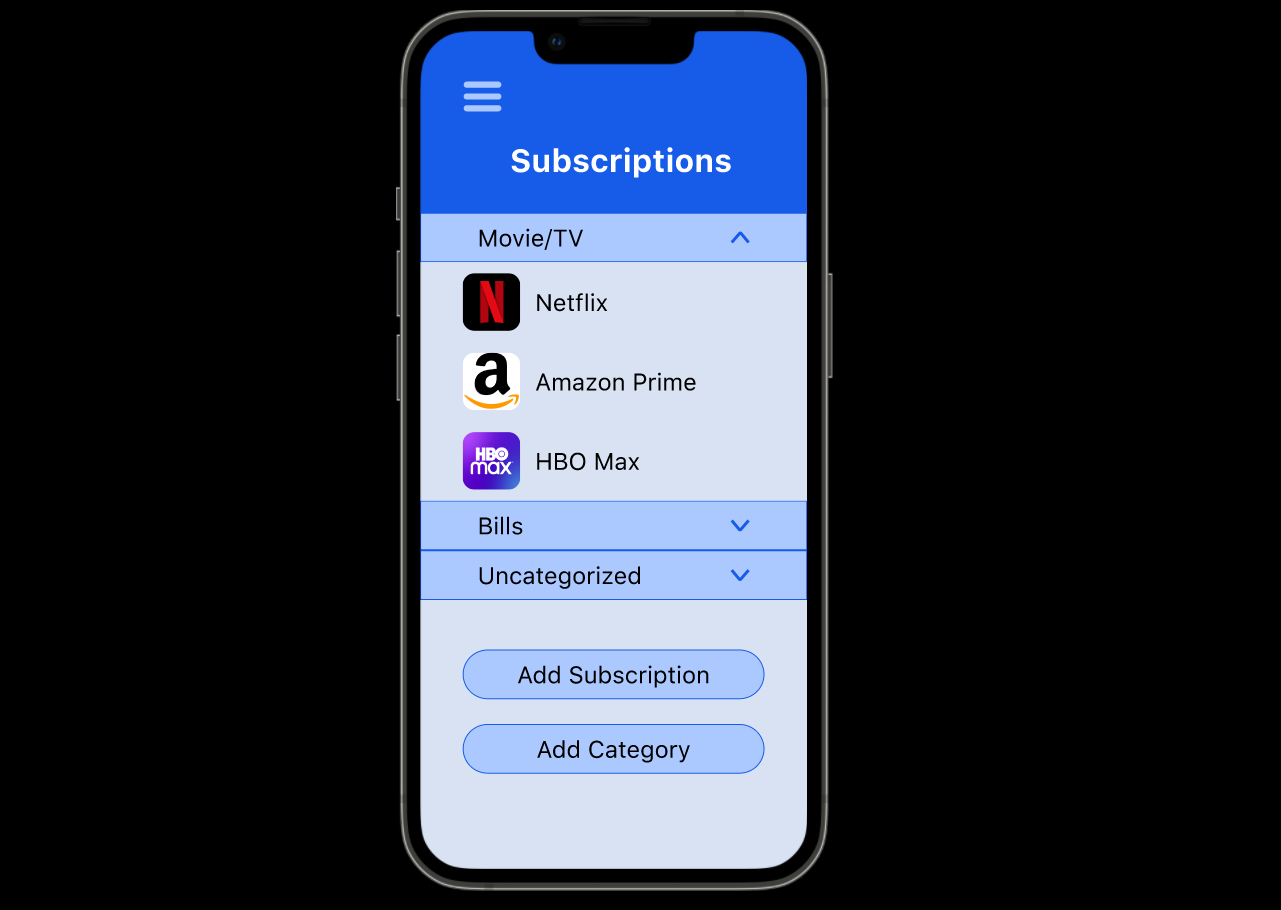 Subscriptions
Movie/TV
N
Netflix
a
Amazon Prime
HBO
max
HBO Max
Bills
Uncategorized
Add Subscription
Add Category